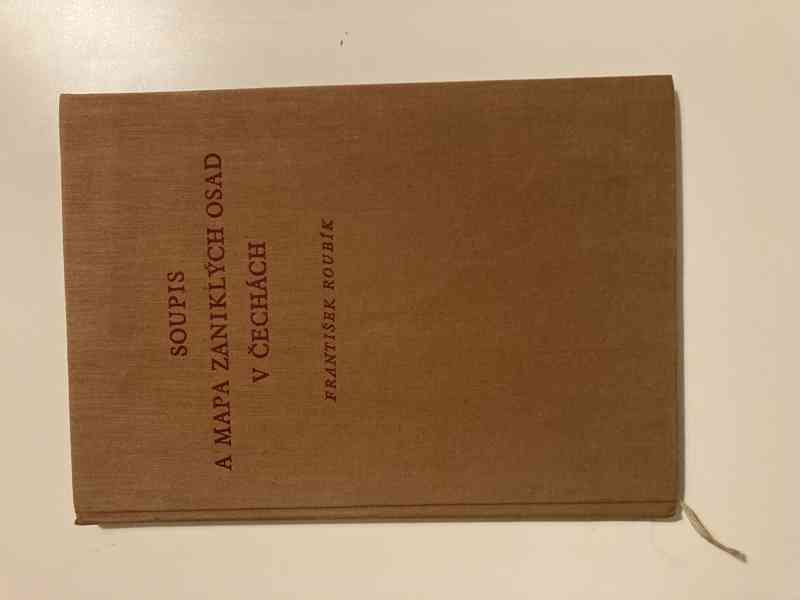 SOUPIS
A MAPA ZANIKLÝCH OSAD
V ČECHÁCH
FRANTIŠEK ROUBÍK